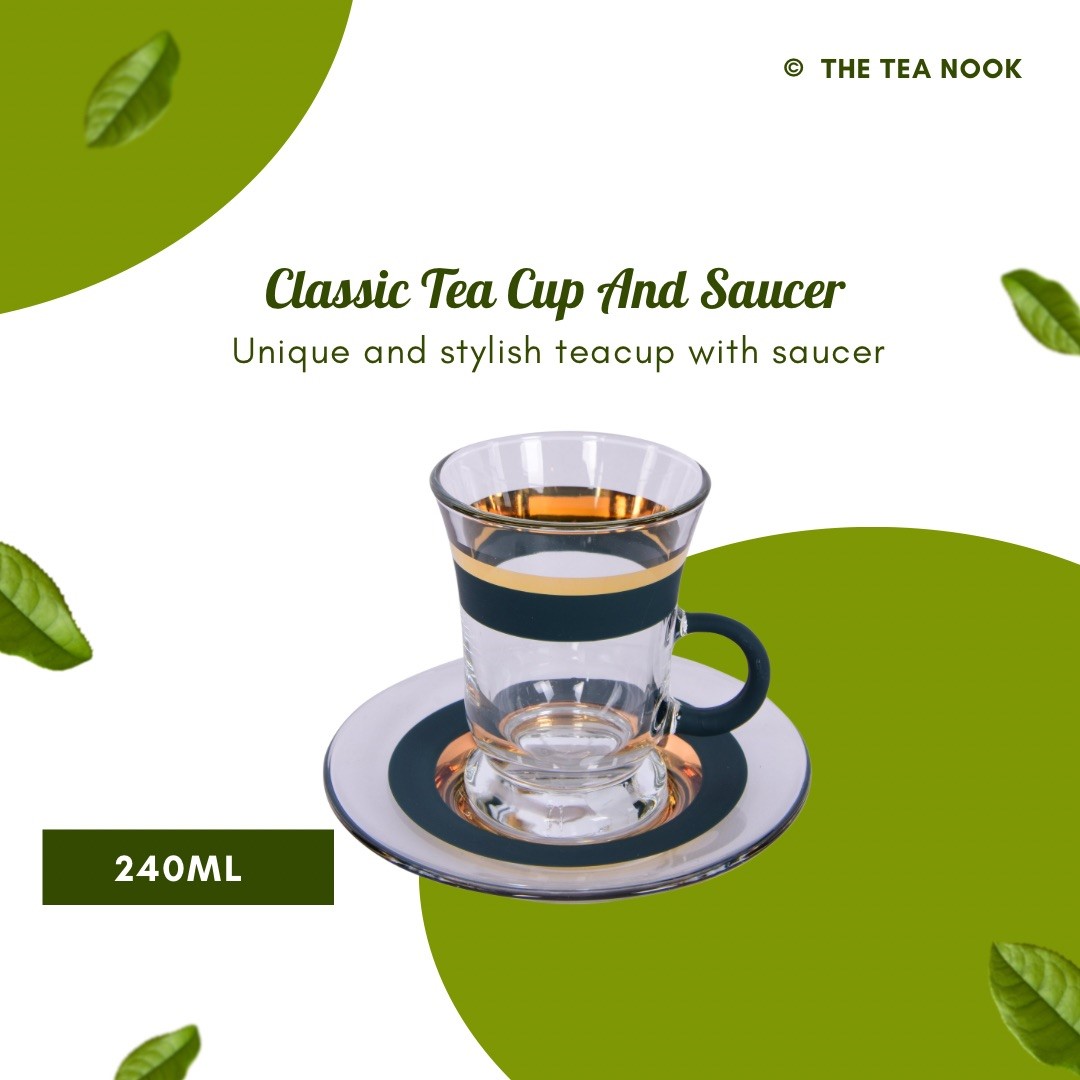 © THE TEA NOOK
Classic Tea Cup And Saucer
Unique and stylish teacup with saucer
240ML